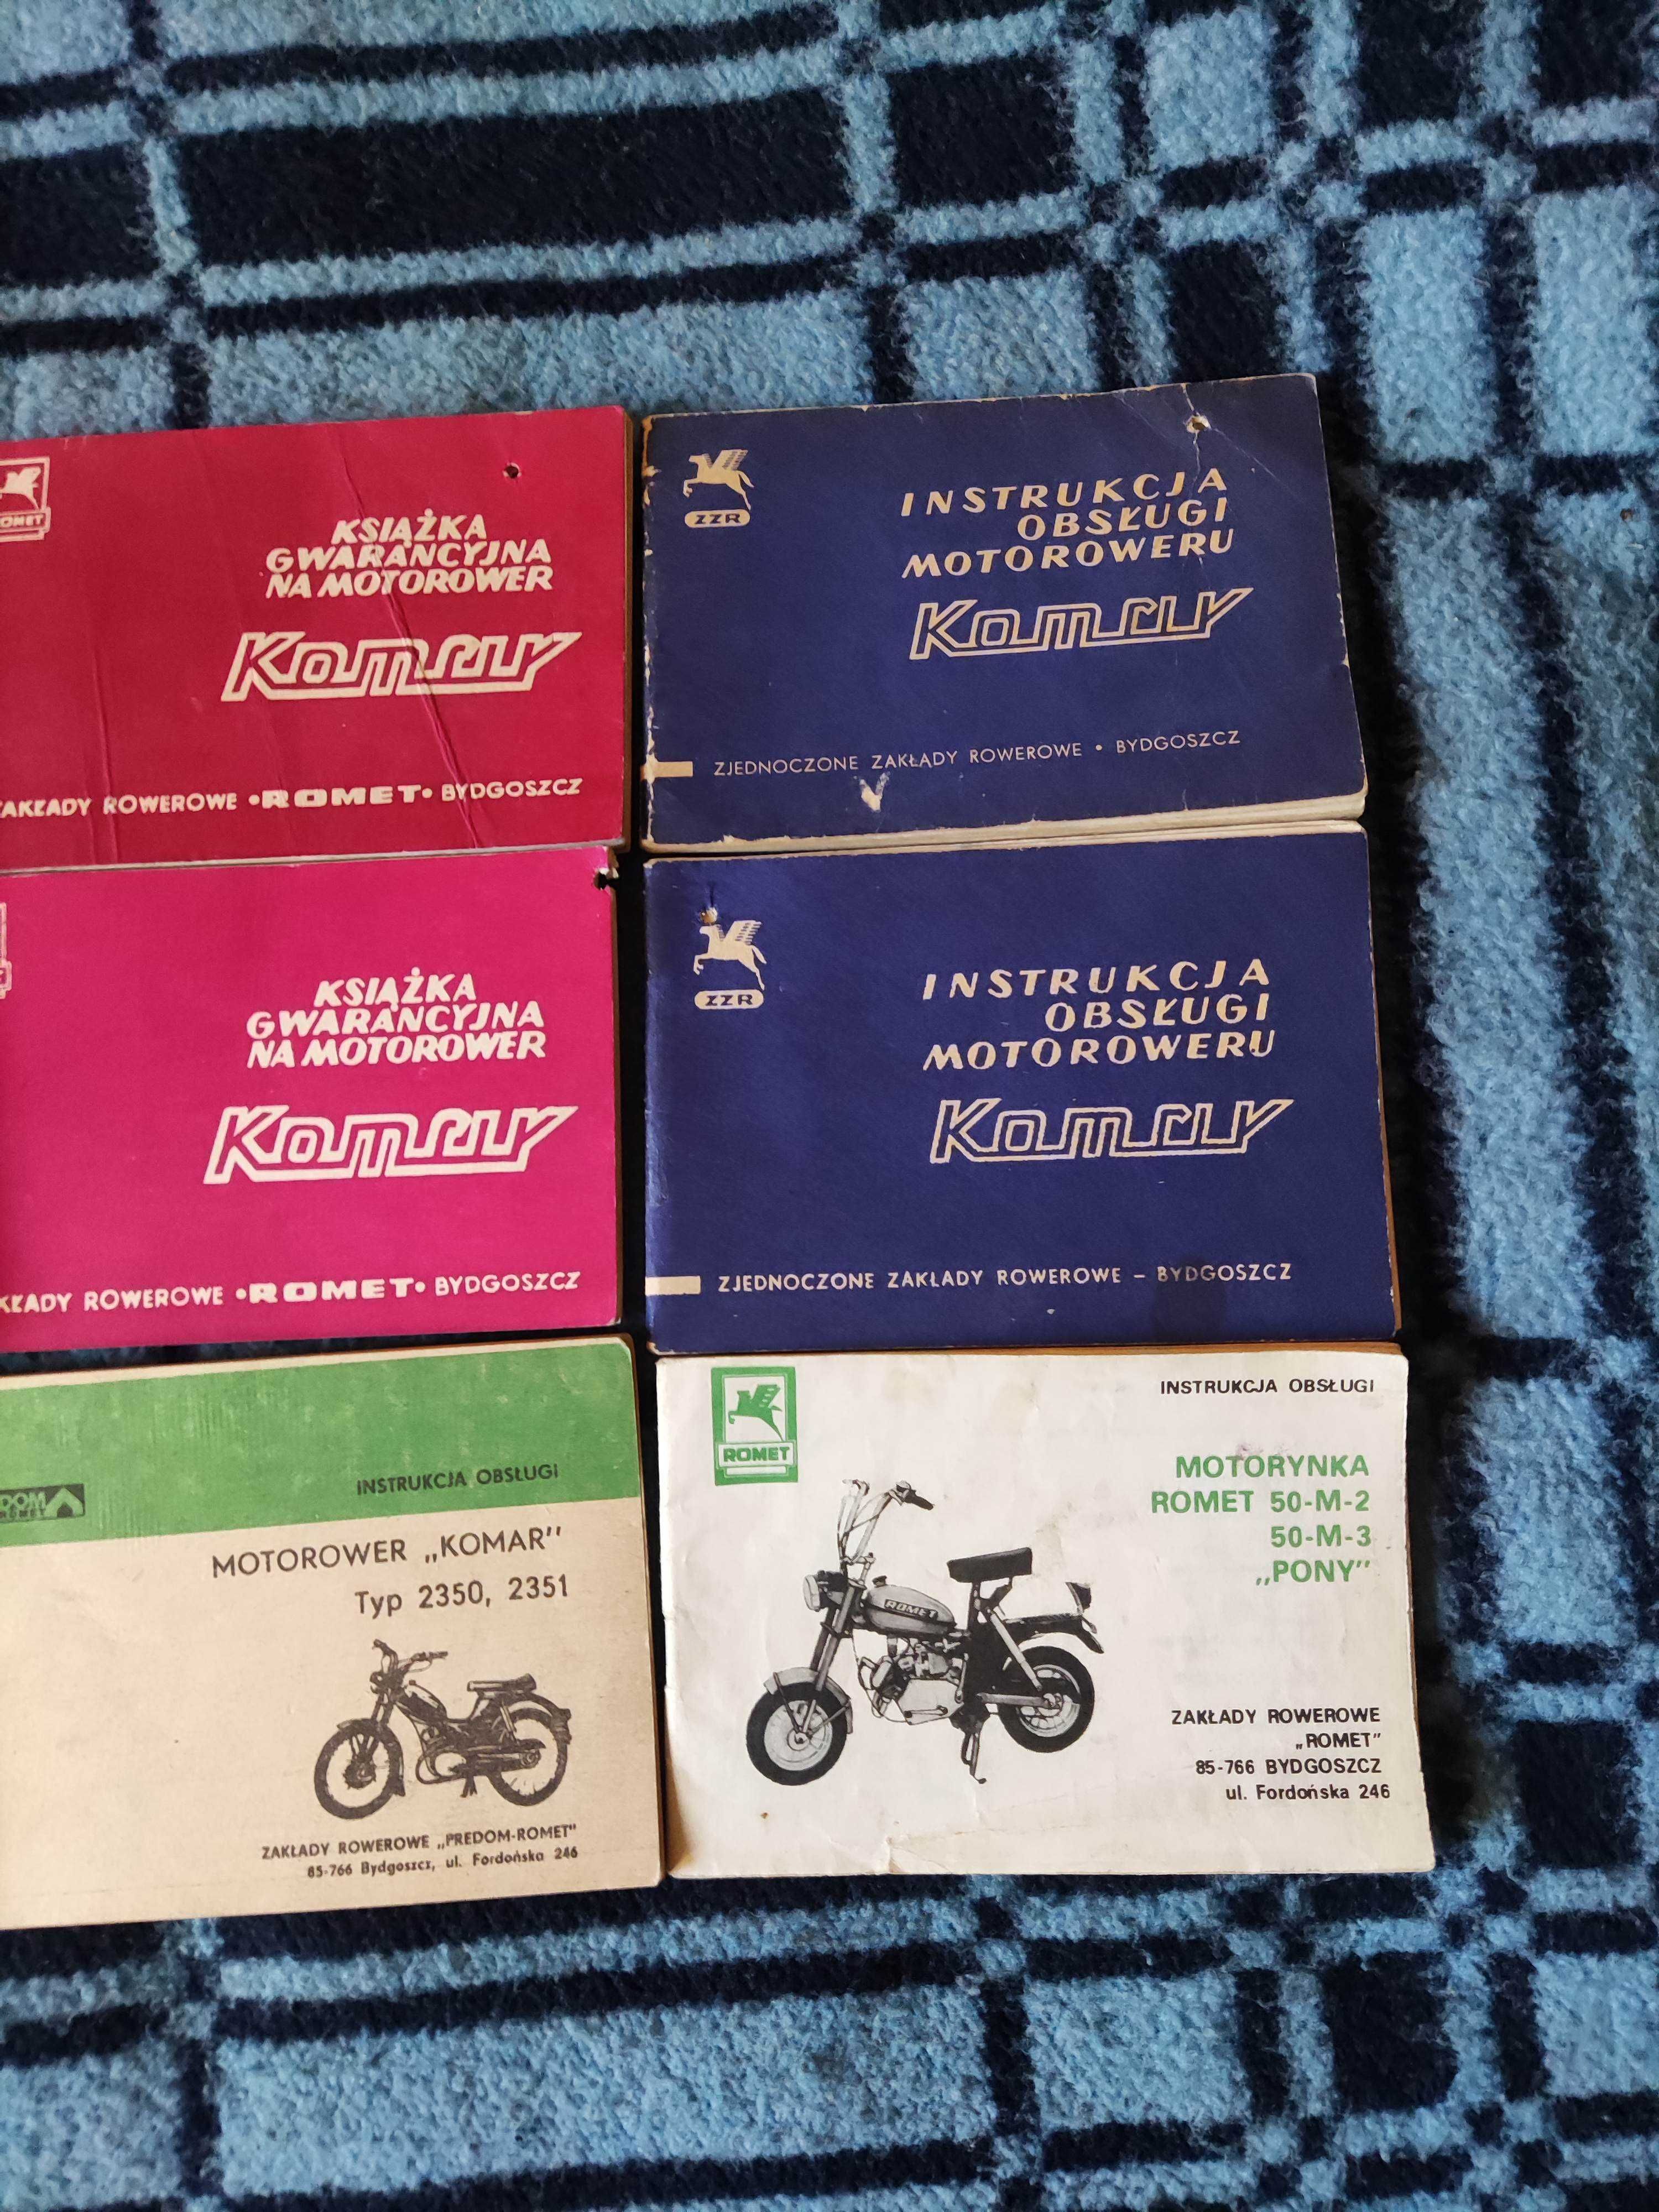 ROMET
KSIĄŻKA
GWARANCYJNA
NA MOTOROWER
Komar
ZAKŁADY ROWEROWE •ROMET• BYDGOSZCZ
ZZR
INSTRUKCJA
OBSŁUGI
MOTOROWERU
Komar
ZJEDNOCZONE ZAKŁADY ROWEROWE • BYDGOSZCZ
KSIĄŻKA
GWARANCYJNA
NA MOTOROWER
Komar
KŁADY ROWEROWE •ROMET• BYDGOSZCZ
ZZR
INSTRUKCJA
OBSŁUGI
MOTOROWERU
Komar
ZJEDNOCZONE ZAKŁADY ROWEROWE – BYDGOSZCZ
DOM
ROMET
INSTRUKCJA OBSŁUGI
MOTOROWER „KOMAR”
Typ 2350, 2351
ZAKŁADY ROWEROWE „PREDOM-ROMET”
85-766 Bydgoszcz, ul. Fordońska 246
ROMET
INSTRUKCJA OBSŁUGI
MOTORYNKA
ROMET 50-M-2
50-M-3
„PONY”
ROMET
ZAKŁADY ROWEROWE
„ROMET”
85-766 BYDGOSZCZ
ul. Fordońska 246